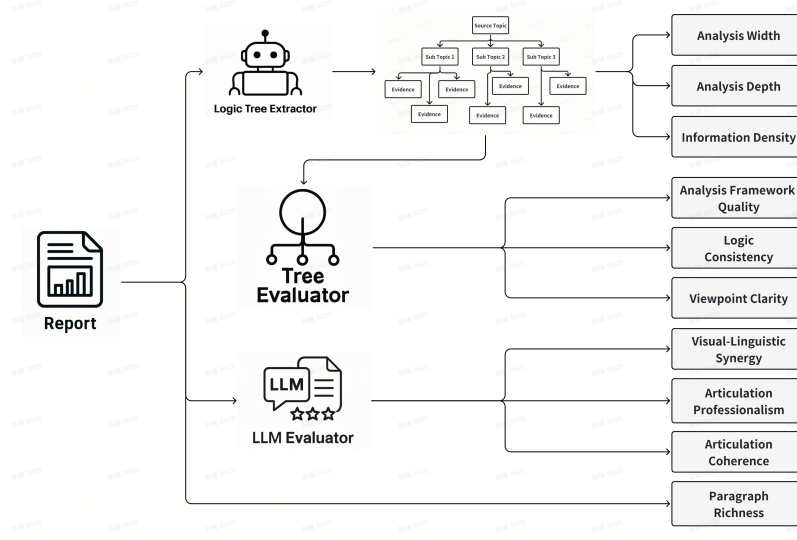 Source Topic
Sub Topic 1
Sub Topic 2
Sub Topic 3
Evidence
Evidence
Evidence
Evidence
Evidence
Evidence
Evidence
Logic Tree Extractor
Analysis Width
Analysis Depth
Information Density
Analysis Framework
Quality
Logic
Consistency
Viewpoint Clarity
Tree
Evaluator
Report
Visual-Linguistic
Synergy
LLM
Articulation
Professionalism
LLM Evaluator
Articulation
Coherence
Paragraph
Richness